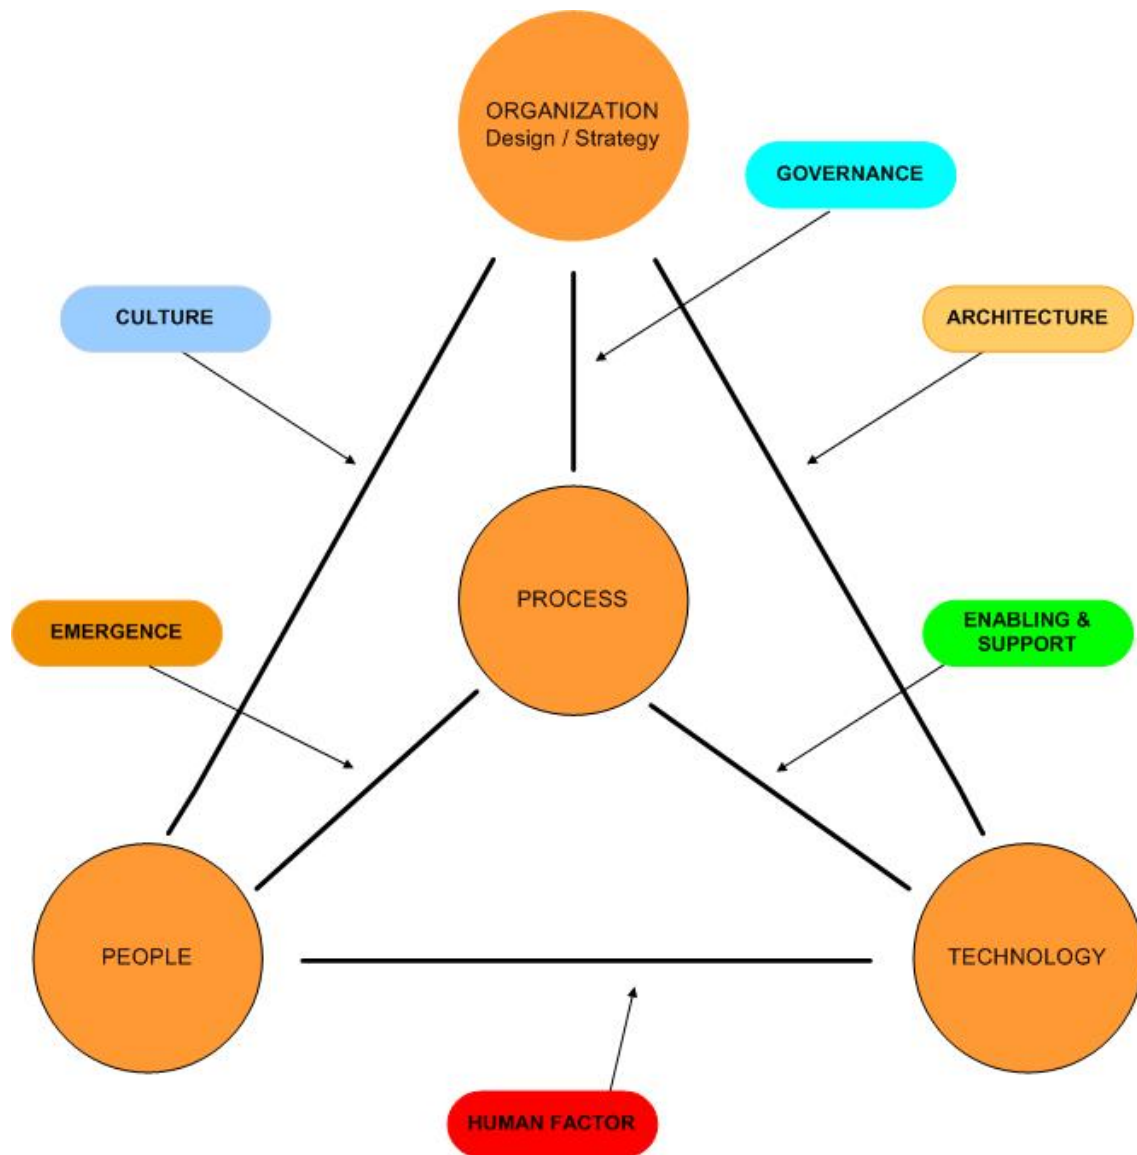 ORGANIZATION
Design / Strategy
GOVERNANCE
CULTURE
ARCHITECTURE
PROCESS
EMERGENCE
ENABLING &
SUPPORT
PEOPLE
TECHNOLOGY
HUMAN FACTOR